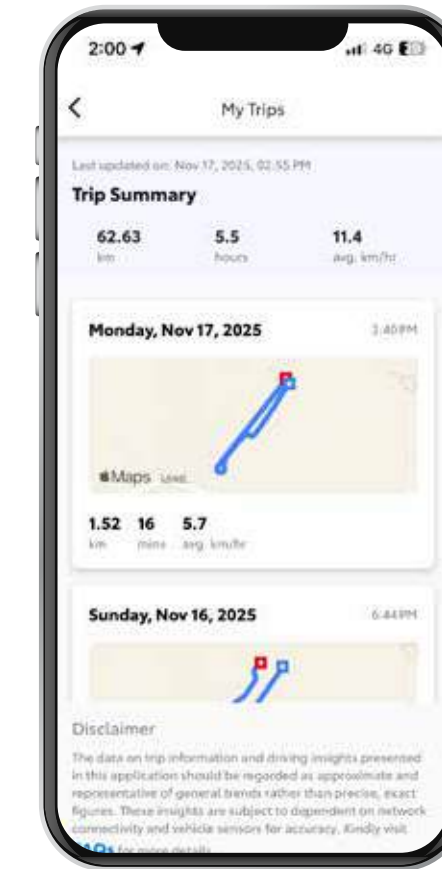 2:00
4G
My Trips
Last updated on: Nov 17, 2025, 02.55 PM
Trip Summary
62.63 5.5 11.4
km hours avg. km/hr
Monday, Nov 17, 2025
Maps
1.52 16 5.7
km mins avg. km/hr
Sunday, Nov 16, 2025 6:44 PM
Disclaimer
The data on trip information and driving insights presented
in this application should be regarded as approximate and
representative of general trends rather than precise, exact
figures. These insights are subject to dependent on network
connectivity and vehicle sensors for accuracy. Kindly visit
FAQs for more details